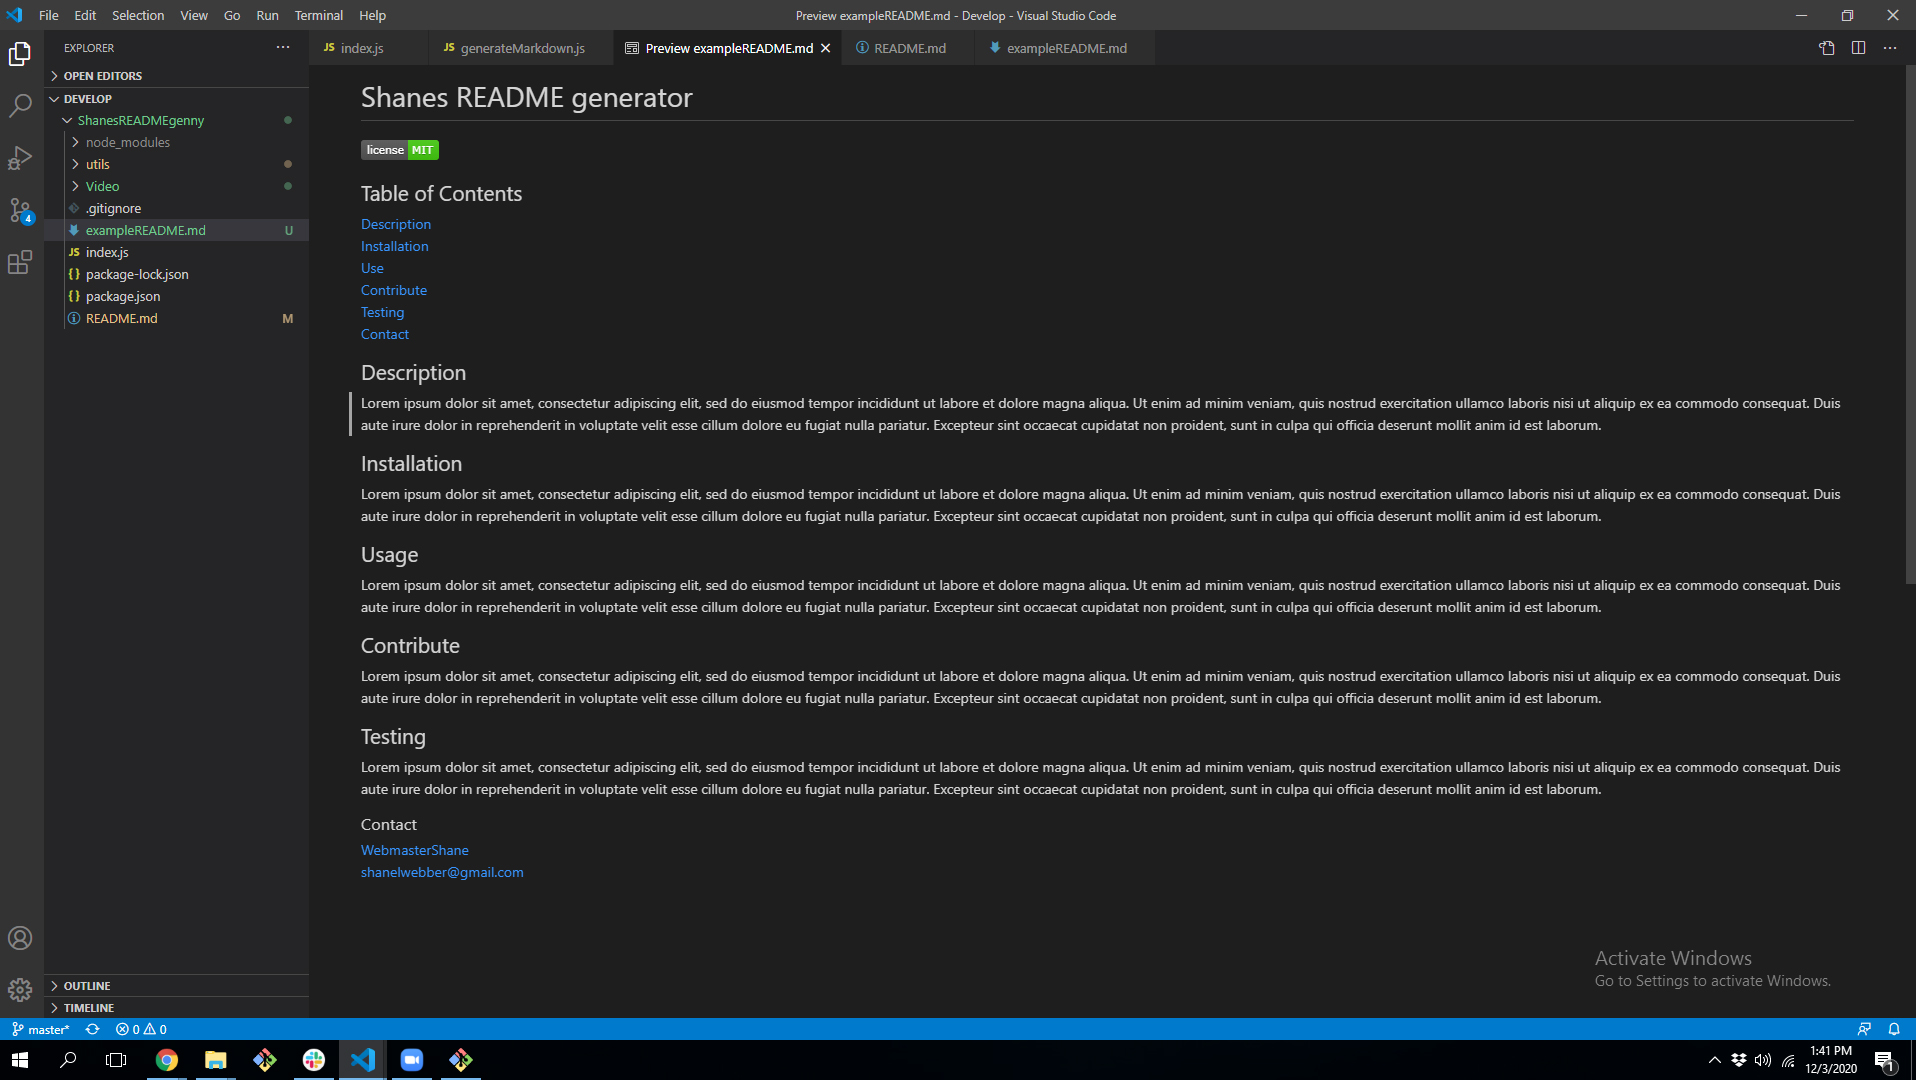 File Edit Selection View Go Run Terminal Help
Preview exampleREADME.md - Develop - Visual Studio Code
EXPLORER
JS index.js
JS generateMarkdown.js
Preview exampleREADME.md
README.md
exampleREADME.md
OPEN EDITORS
DEVELOP
ShanesREADMEgenny
node_modules
utils
Video
.gitignore
exampleREADME.md U
JS index.js
{} package-lock.json
{} package.json
README.md M
4
OUTLINE
TIMELINE
Shanes README generator
license MIT
Table of Contents
Description
Installation
Use
Contribute
Testing
Contact
Description
Lorem ipsum dolor sit amet, consectetur adipiscing elit, sed do eiusmod tempor incididunt ut labore et dolore magna aliqua. Ut enim ad minim veniam, quis nostrud exercitation ullamco laboris nisi ut aliquip ex ea commodo consequat. Duis
aute irure dolor in reprehenderit in voluptate velit esse cillum dolore eu fugiat nulla pariatur. Excepteur sint occaecat cupidatat non proident, sunt in culpa qui officia deserunt mollit anim id est laborum.
Installation
Lorem ipsum dolor sit amet, consectetur adipiscing elit, sed do eiusmod tempor incididunt ut labore et dolore magna aliqua. Ut enim ad minim veniam, quis nostrud exercitation ullamco laboris nisi ut aliquip ex ea commodo consequat. Duis
aute irure dolor in reprehenderit in voluptate velit esse cillum dolore eu fugiat nulla pariatur. Excepteur sint occaecat cupidatat non proident, sunt in culpa qui officia deserunt mollit anim id est laborum.
Usage
Lorem ipsum dolor sit amet, consectetur adipiscing elit, sed do eiusmod tempor incididunt ut labore et dolore magna aliqua. Ut enim ad minim veniam, quis nostrud exercitation ullamco laboris nisi ut aliquip ex ea commodo consequat. Duis
aute irure dolor in reprehenderit in voluptate velit esse cillum dolore eu fugiat nulla pariatur. Excepteur sint occaecat cupidatat non proident, sunt in culpa qui officia deserunt mollit anim id est laborum.
Contribute
Lorem ipsum dolor sit amet, consectetur adipiscing elit, sed do eiusmod tempor incididunt ut labore et dolore magna aliqua. Ut enim ad minim veniam, quis nostrud exercitation ullamco laboris nisi ut aliquip ex ea commodo consequat. Duis
aute irure dolor in reprehenderit in voluptate velit esse cillum dolore eu fugiat nulla pariatur. Excepteur sint occaecat cupidatat non proident, sunt in culpa qui officia deserunt mollit anim id est laborum.
Testing
Lorem ipsum dolor sit amet, consectetur adipiscing elit, sed do eiusmod tempor incididunt ut labore et dolore magna aliqua. Ut enim ad minim veniam, quis nostrud exercitation ullamco laboris nisi ut aliquip ex ea commodo consequat. Duis
aute irure dolor in reprehenderit in voluptate velit esse cillum dolore eu fugiat nulla pariatur. Excepteur sint occaecat cupidatat non proident, sunt in culpa qui officia deserunt mollit anim id est laborum.
Contact
WebmasterShane
shanelwebber@gmail.com
Activate Windows
Go to Settings to activate Windows.
master* 0 0
1:41 PM
12/3/2020
1